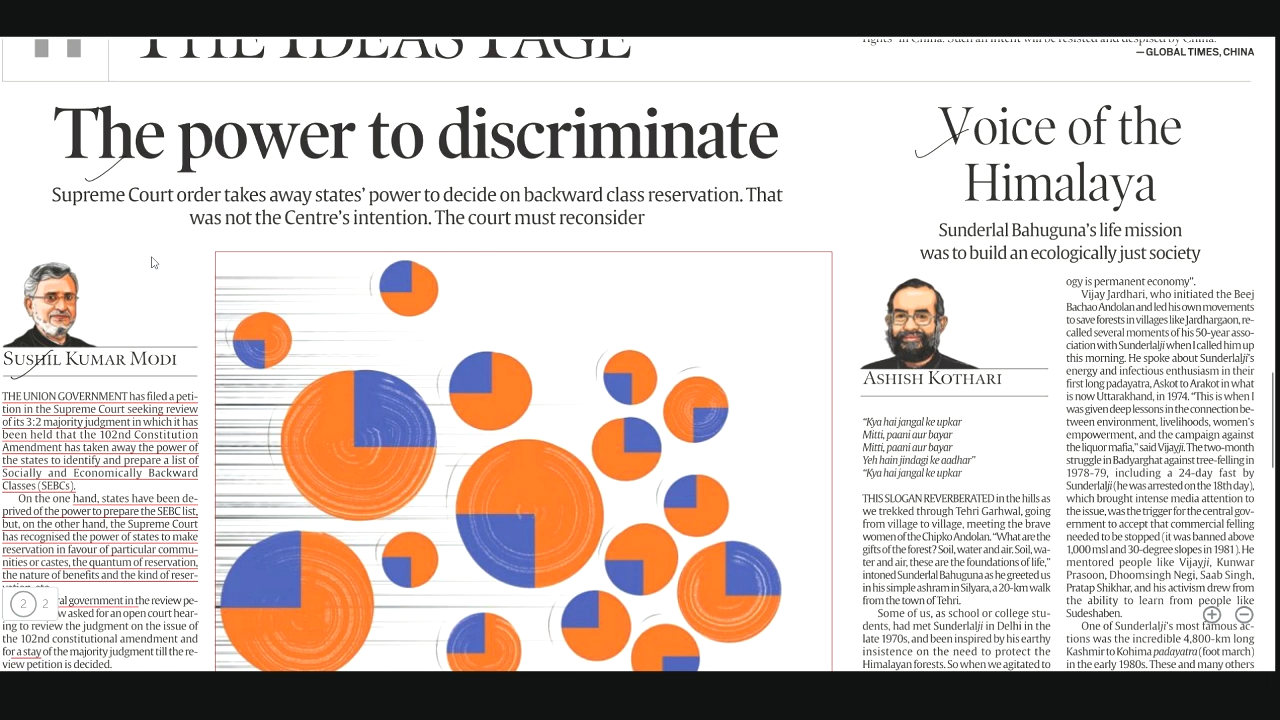 THE IDEAS PAGE
— GLOBAL TIMES, CHINA
The power to discriminate
Supreme Court order takes away states' power to decide on backward class reservation. That
was not the Centre's intention. The court must reconsider
SUSHIL KUMAR MODI
THE UNION GOVERNMENT has filed a peti-
tion in the Supreme Court seeking review
of its 3:2 majority judgment in which it has
been held that the 102nd Constitution
Amendment has taken away the power of
the states to identify and prepare a list of
Socially and Economically Backward
Classes (SEBCs).
On the one hand, states have been de-
prived of the power to prepare the SEBC list,
but, on the other hand, the Supreme Court
has recognised the power of states to make
reservation in favour of particular commu-
nities or castes, the quantum of reservation,
the nature of benefits and the kind of reser-
al government in the review pe-
w asked for an open court hear-
ing to review the judgment on the issue of
the 102nd constitutional amendment and
for a stay of the majority judgment till the re-
view petition is decided.
2 2
Voice of the
Himalaya
Sunderlal Bahuguna's life mission
was to build an ecologically just society
ASHISH KOTHARI
"Kya hai jangal ke upkar
Mitti, paani aur bayar
Mitti, paani aur bayar
Yeh hain jindagi ke aadhar"
"Kya hai jangal ke upkar
THIS SLOGAN REVERBERATED in the hills as
we trekked through Tehri Garhwal, going
from village to village, meeting the brave
women of the Chipko Andolan. "What are the
gifts of the forest? Soil, water and air. Soil, wa-
ter and air, these are the foundations of life,"
intoned Sunderlal Bahuguna as he greeted us
in his simple ashram in Silyara, a 20-km walk
from the town of Tehri.
Some of us, as school or college stu-
dents, had met Sunderlalji in Delhi in the
late 1970s, and been inspired by his earthy
insistence on the need to protect the
Himalayan forests. So when we agitated to
ogy is permanent economy".
Vijay Jardhari, who initiated the Beej
Bachao Andolan and led his own movements
to save forests in villages like Jardhargaon, re-
called several moments of his 50-year asso-
ciation with Sunderlalji when I called him up
this morning. He spoke about Sunderlalji's
energy and infectious enthusiasm in their
first long padayatra, Askot to Arakot in what
is now Uttarakhand, in 1974. "This is when I
was given deep lessons in the connection be-
tween environment, livelihoods, women's
empowerment, and the campaign against
the liquor mafia," said Vijayji. The two-month
struggle in Badyarghat against tree-felling in
1978-79, including a 24-day fast by
Sunderlalji (he was arrested on the 18th day),
which brought intense media attention to
the issue, was the trigger for the central gov-
ernment to accept that commercial felling
needed to be stopped (it was banned above
1,000 msl and 30-degree slopes in 1981). He
mentored people like Vijayji, Kunwar
Prasoon, Dhoomsingh Negi, Saab Singh,
Pratap Shikhar, and his activism drew from
the ability to learn from people like
Sudeshaben.
One of Sunderlalji's most famous ac-
tions was the incredible 4,800-km long
Kashmir to Kohima padayatra (foot march)
in the early 1980s. These and many others